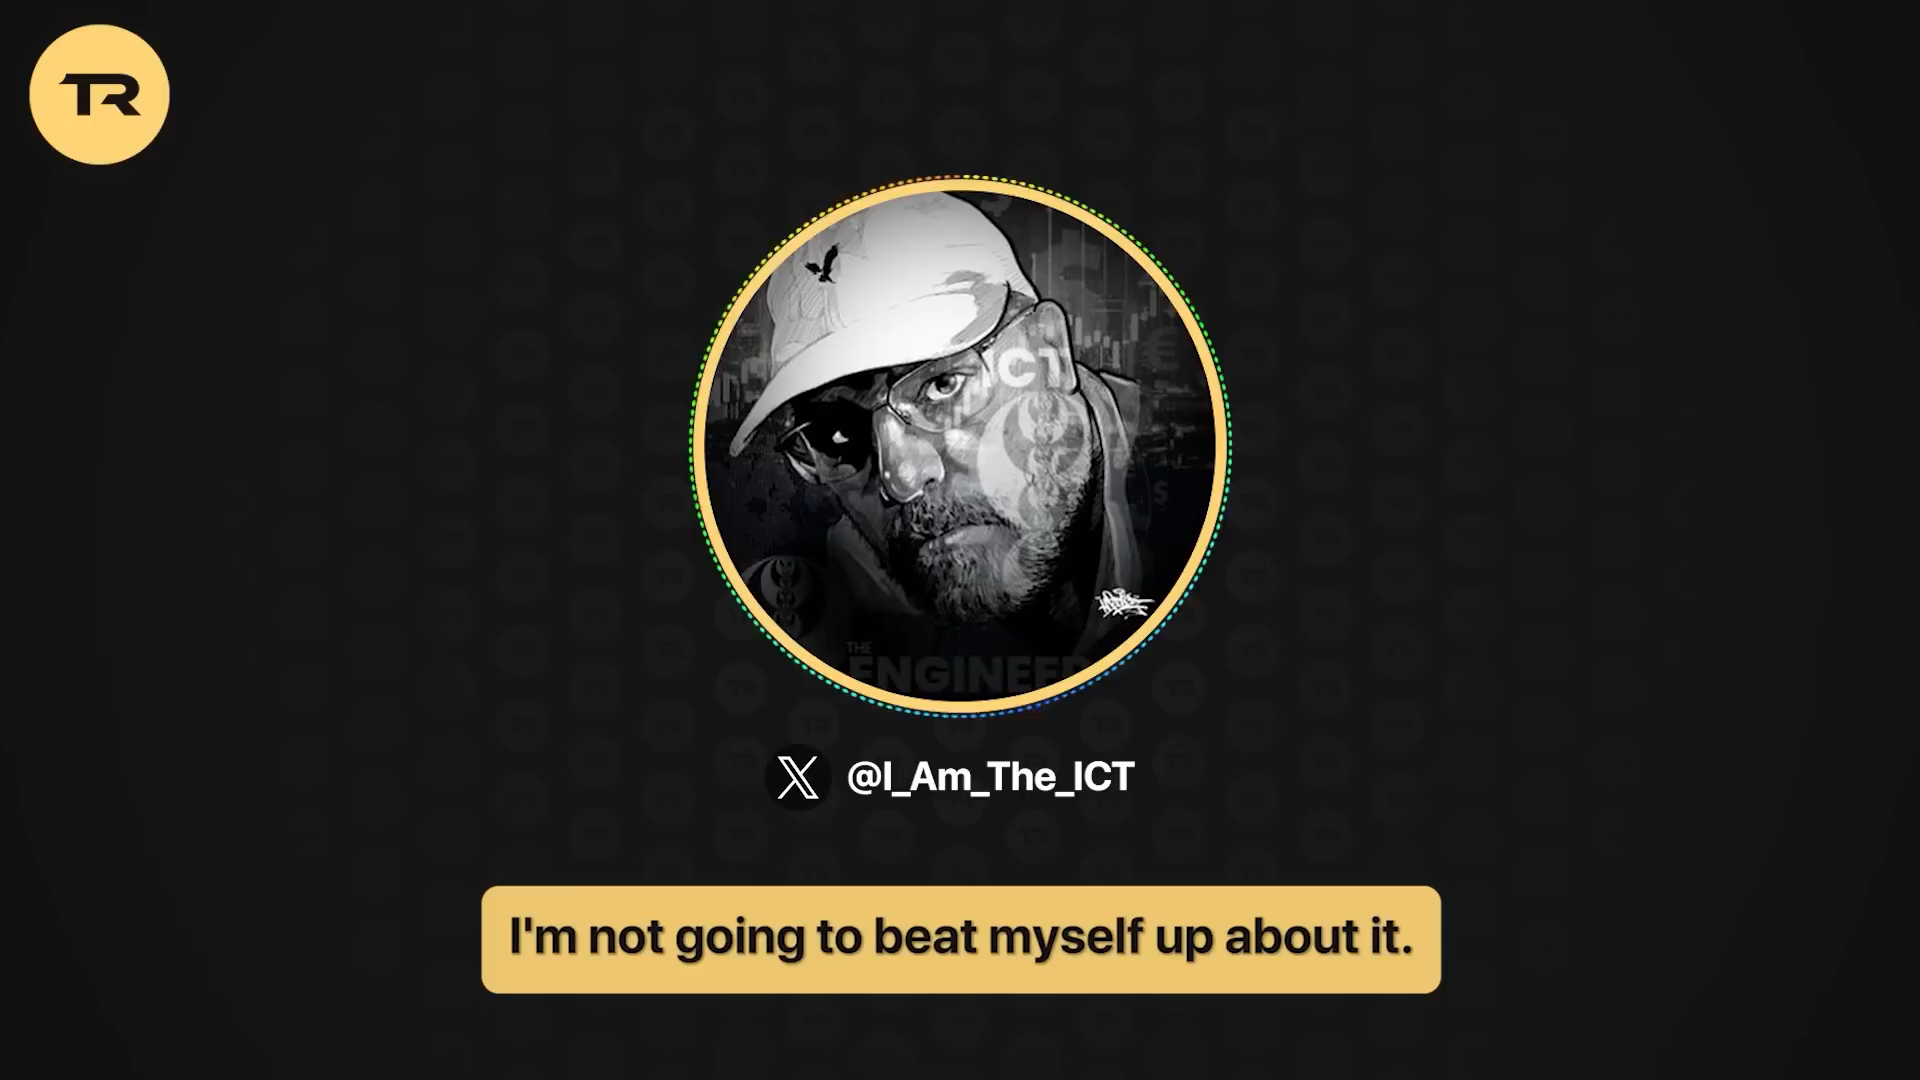 TR
ICT
THE
ENGINEER
@I_Am_The_ICT
I'm not going to beat myself up about it.